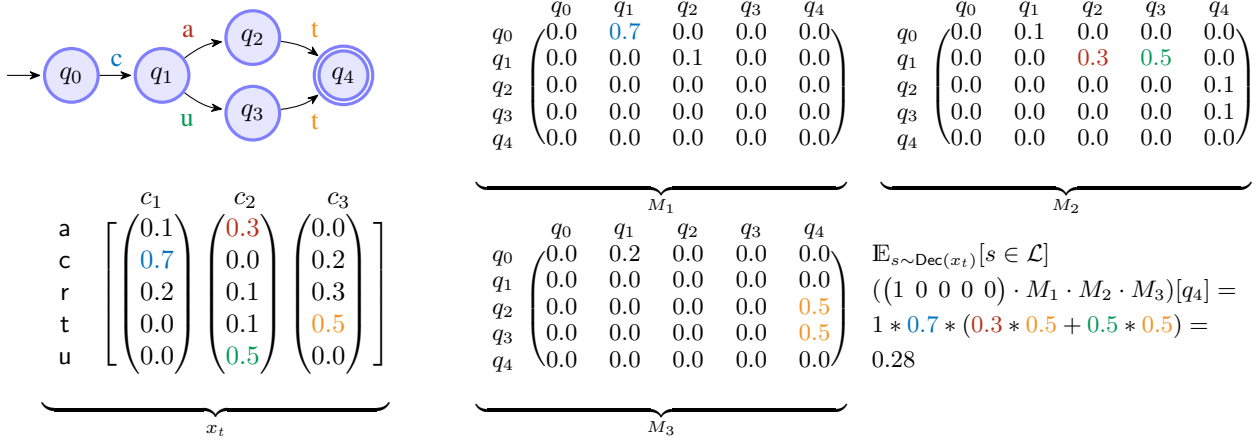 a
t
c
q₂
q₀
q₁
q₄
u
q₃
t
q₀ q₁ q₂ q₃ q₄
q₀ 0.0 0.7 0.0 0.0 0.0
q₁ 0.0 0.0 0.1 0.0 0.0
q₂ 0.0 0.0 0.0 0.0 0.0
q₃ 0.0 0.0 0.0 0.0 0.0
q₄ 0.0 0.0 0.0 0.0 0.0
M₁
q₀ q₁ q₂ q₃ q₄
q₀ 0.0 0.1 0.0 0.0 0.0
q₁ 0.0 0.0 0.3 0.5 0.0
q₂ 0.0 0.0 0.0 0.0 0.1
q₃ 0.0 0.0 0.0 0.0 0.1
q₄ 0.0 0.0 0.0 0.0 0.0
M₂
c₁ c₂ c₃
a 0.1 0.3 0.0
c 0.7 0.0 0.2
r 0.2 0.1 0.3
t 0.0 0.1 0.5
u 0.0 0.5 0.0
xₜ
q₀ q₁ q₂ q₃ q₄
q₀ 0.0 0.2 0.0 0.0 0.0
q₁ 0.0 0.0 0.0 0.0 0.0
q₂ 0.0 0.0 0.0 0.0 0.5
q₃ 0.0 0.0 0.0 0.0 0.5
q₄ 0.0 0.0 0.0 0.0 0.0
M₃
𝔼ₛ∼Dec(xₜ)[s ∈ ℒ]
((1 0 0 0 0) · M₁ · M₂ · M₃)[q₄] =
1 * 0.7 * (0.3 * 0.5 + 0.5 * 0.5) =
0.28